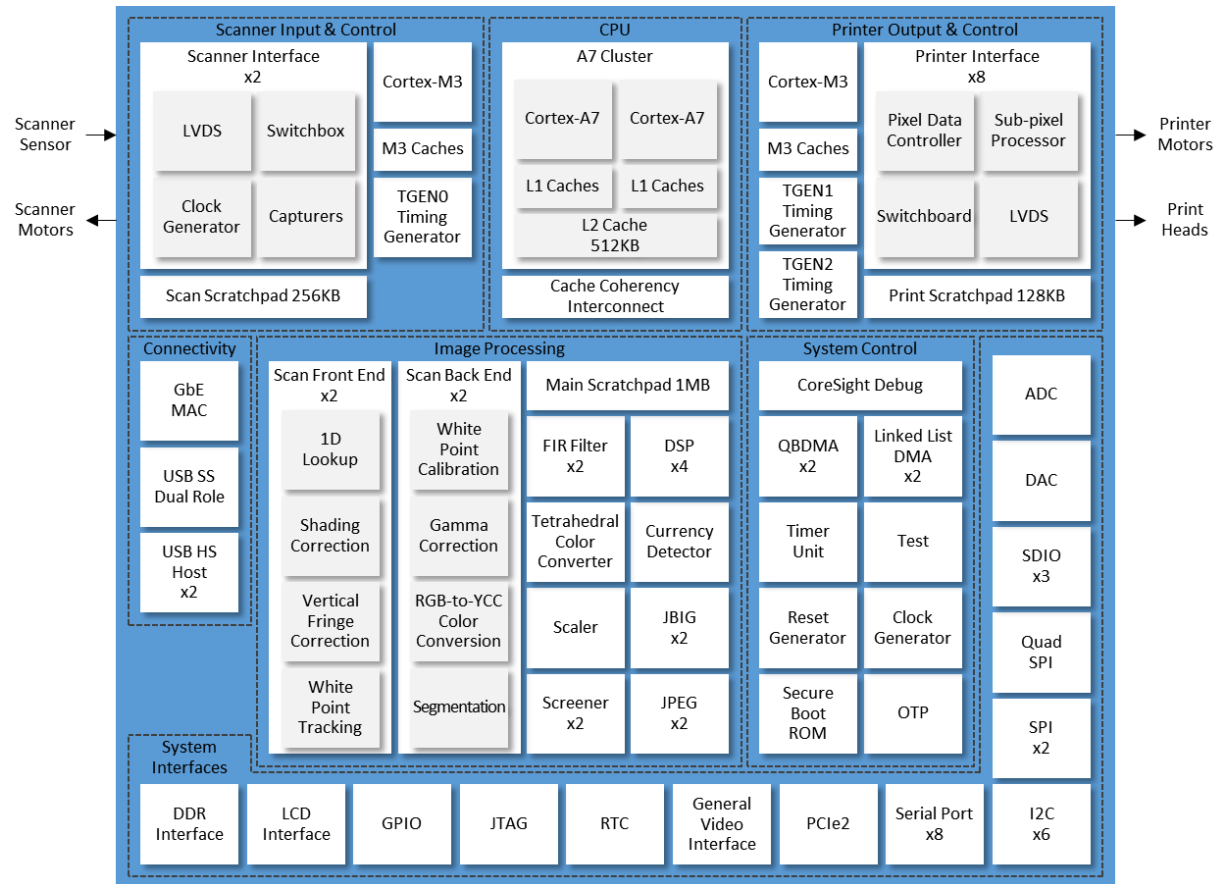 Scanner Input & Control
Scanner Interface
x2
LVDS
Switchbox
Clock
Generator
Capturers
Cortex-M3
M3 Caches
TGEN0
Timing
Generator
Scan Scratchpad 256KB
Scanner
Sensor
Scanner
Motors
CPU
A7 Cluster
Cortex-A7
Cortex-A7
L1 Caches
L1 Caches
L2 Cache
512KB
Cache Coherency
Interconnect
Printer Output & Control
Cortex-M3
M3 Caches
TGEN1
Timing
Generator
TGEN2
Timing
Generator
Printer Interface
x8
Pixel Data
Controller
Sub-pixel
Processor
Switchboard
LVDS
Print Scratchpad 128KB
Printer
Motors
Print
Heads
Connectivity
GbE
MAC
USB SS
Dual Role
USB HS
Host
x2
Image Processing
Scan Front End
x2
1D
Lookup
Shading
Correction
Vertical
Fringe
Correction
White
Point
Tracking
Scan Back End
x2
White
Point
Calibration
Gamma
Correction
RGB-to-YCC
Color
Conversion
Segmentation
Main Scratchpad 1MB
FIR Filter
x2
DSP
x4
Tetrahedral
Color
Converter
Currency
Detector
Scaler
JBIG
x2
Screener
x2
JPEG
x2
System Control
CoreSight Debug
QBDMA
x2
Linked List
DMA
x2
Timer
Unit
Test
Reset
Generator
Clock
Generator
Secure
Boot
ROM
OTP
ADC
DAC
SDIO
x3
Quad
SPI
SPI
x2
I2C
x6
System
Interfaces
DDR
Interface
LCD
Interface
GPIO
JTAG
RTC
General
Video
Interface
PCIe2
Serial Port
x8